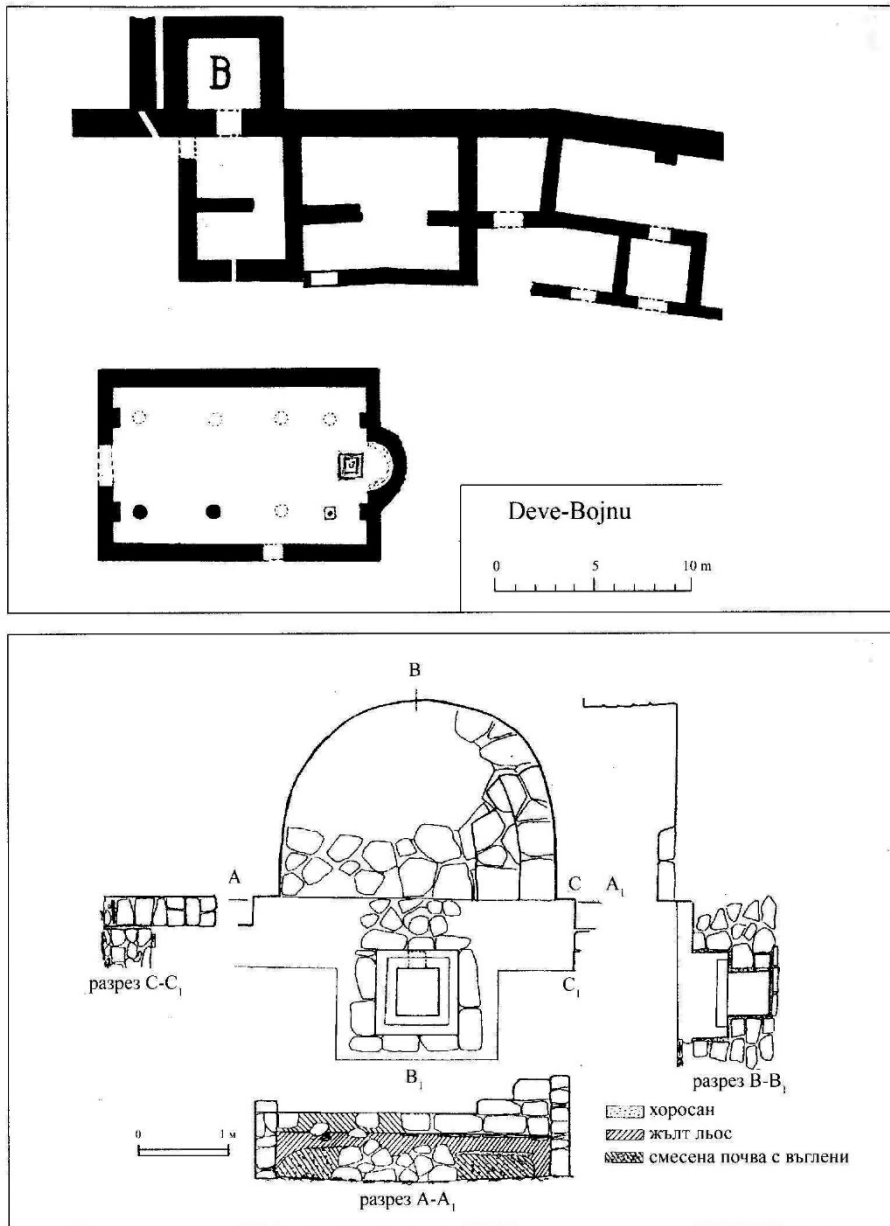 B
Deve-Bojnu
0 5 10 m
B
A C A₁
C₁
разрез C-C₁
B₁
разрез B-B₁
0 1 м
хоросан
жълт льос
смесена почва с въглени
разрез A-A₁